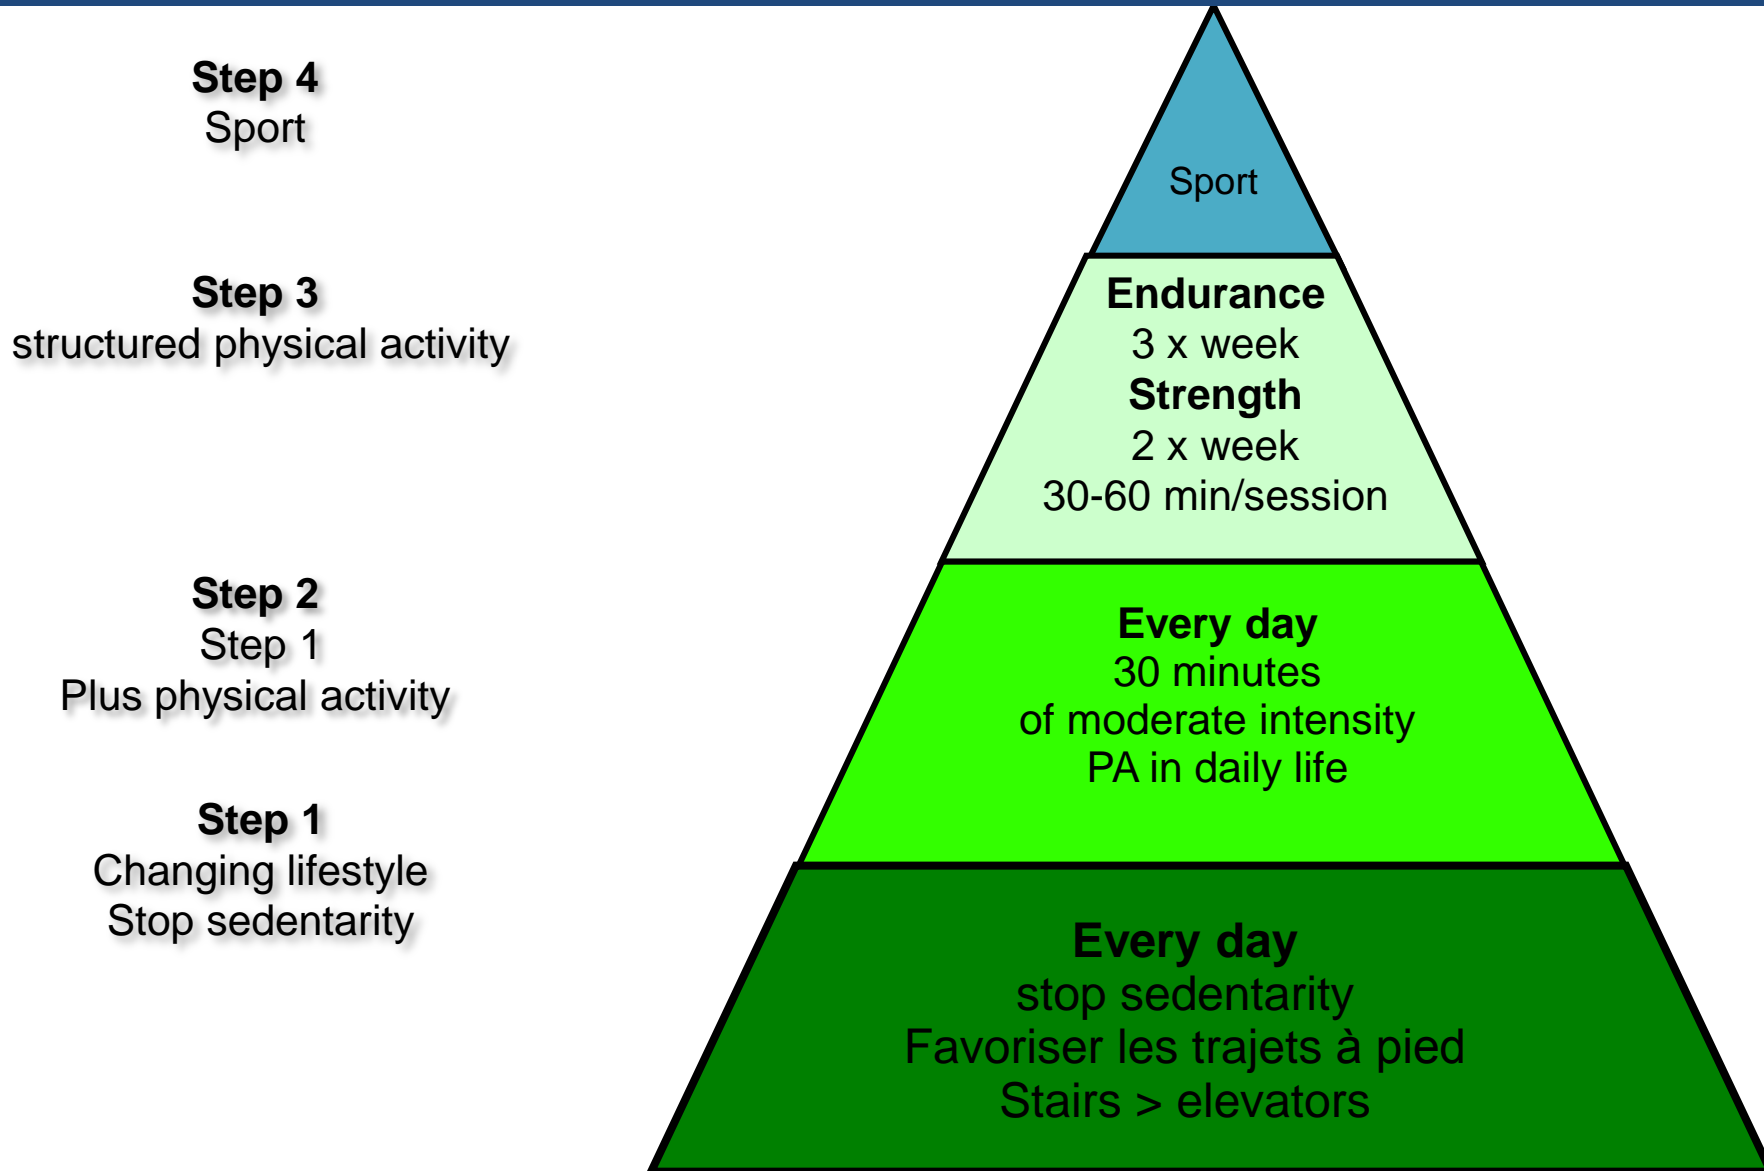 Step 4
Sport
Step 3
structured physical activity
Step 2
Step 1
Plus physical activity
Step 1
Changing lifestyle
Stop sedentarity
Sport
Endurance
3 x week
Strength
2 x week
30-60 min/session
Every day
30 minutes
of moderate intensity
PA in daily life
Every day
stop sedentarity
Favoriser les trajets à pied
Stairs > elevators